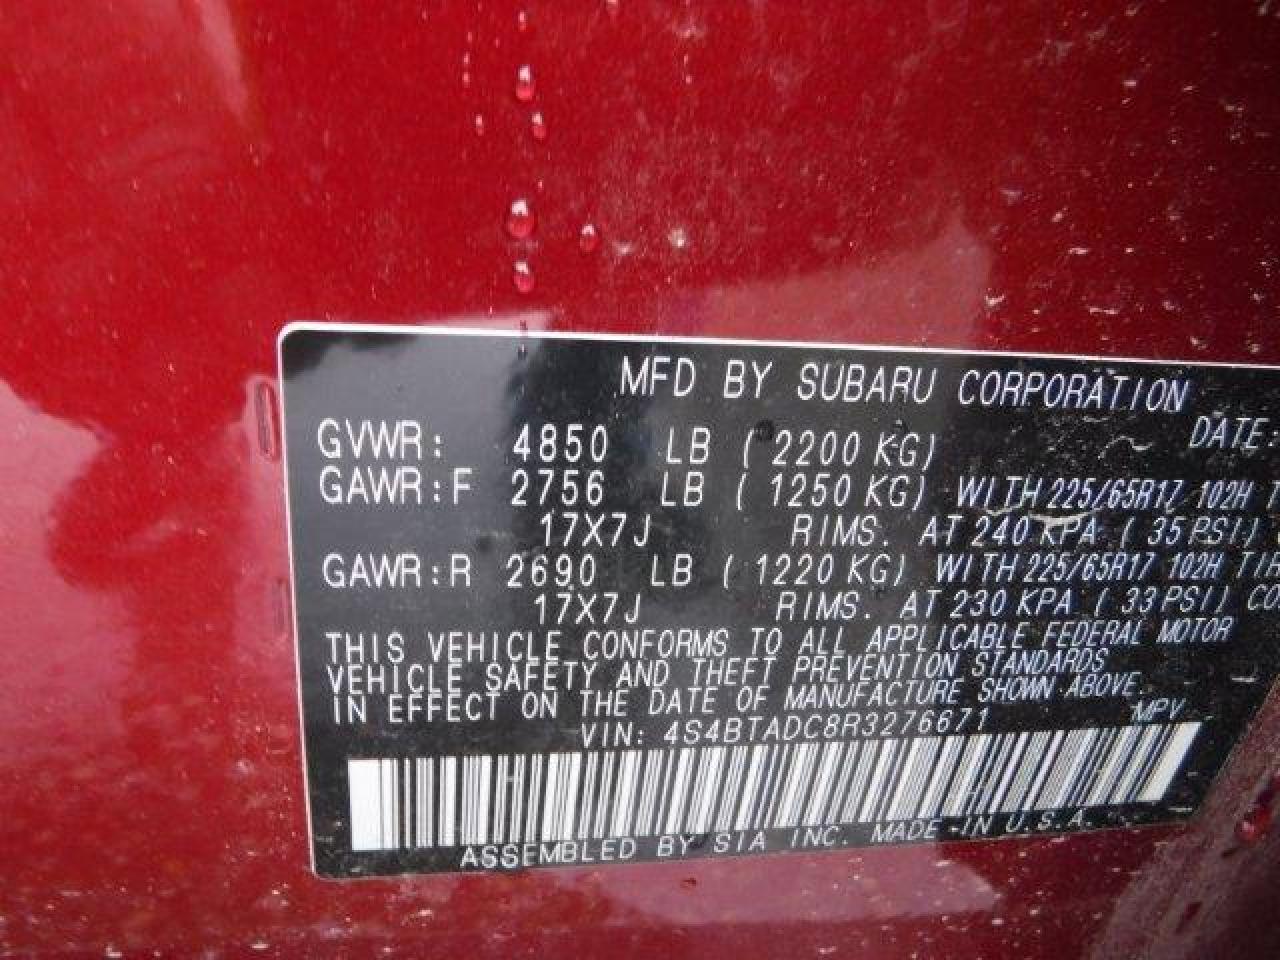 MFD BY SUBARU CORPORATION
DATE:
GVWR: 4850 LB (2200 KG)
GAWR:F 2756 LB (1250 KG) WITH 225/65R17 102H
17X7J RIMS. AT 240 KPA (35 PSI)
GAWR:R 2690 LB (1220 KG) WITH 225/65R17 102H
17X7J RIMS. AT 230 KPA (33 PSI)
THIS VEHICLE CONFORMS TO ALL APPLICABLE FEDERAL MOTOR
VEHICLE SAFETY AND THEFT PREVENTION STANDARDS
IN EFFECT ON THE DATE OF MANUFACTURE SHOWN ABOVE.
VIN: 4S4BTADC8R3276671 MPV
ASSEMBLED BY SIA INC. MADE IN U.S.A.